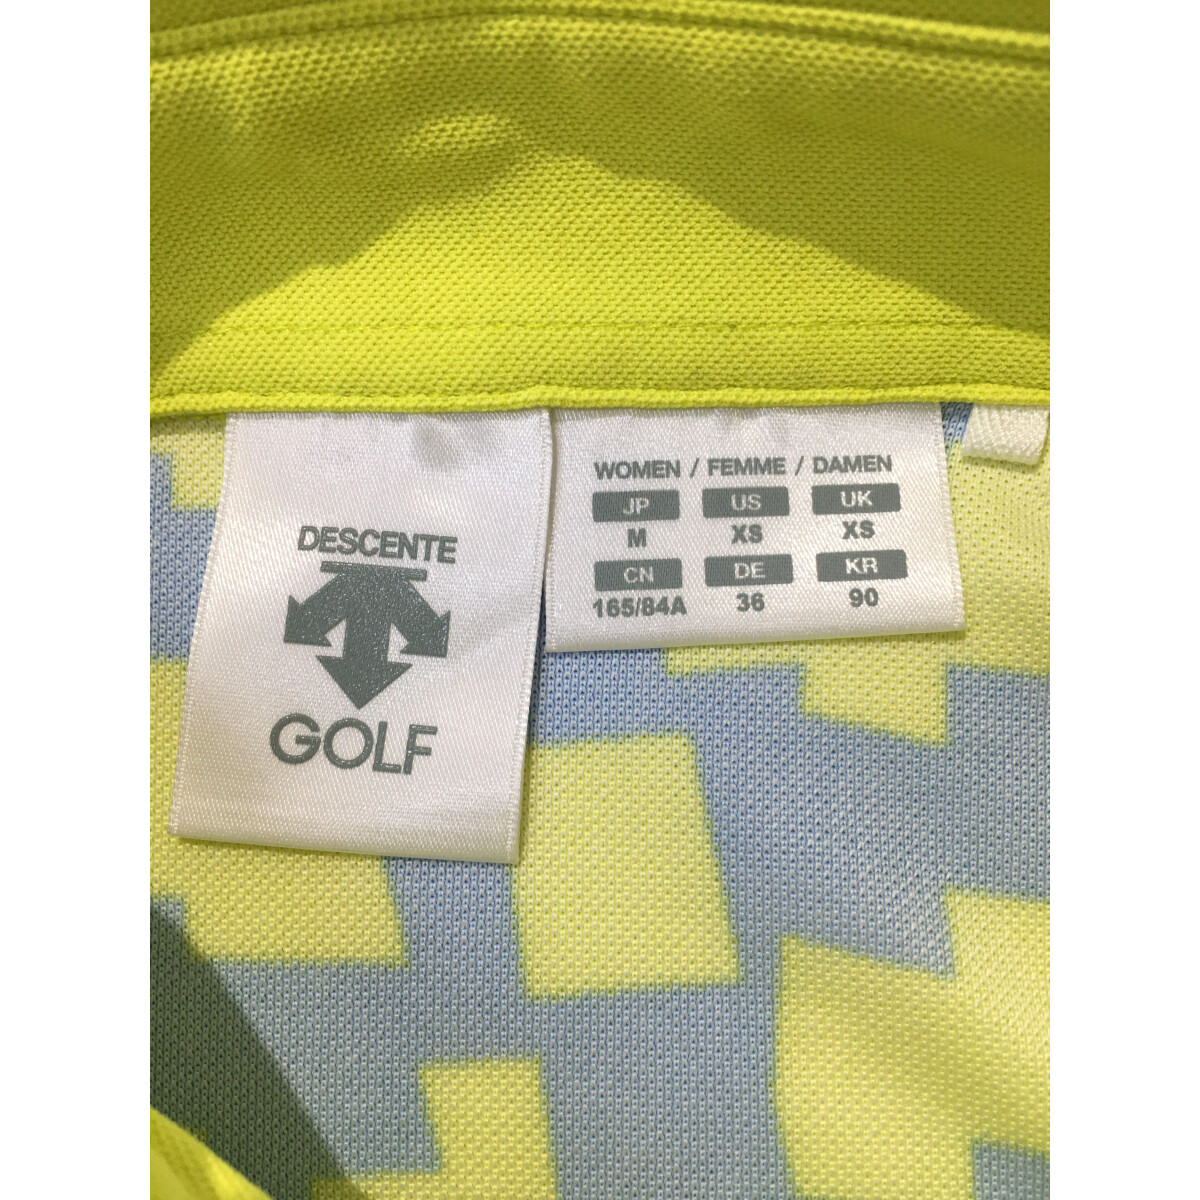 DESCENTE
GOLF
WOMEN / FEMME / DAMEN
JP US UK
M XS XS
CN DE KR
165/84A 36 90